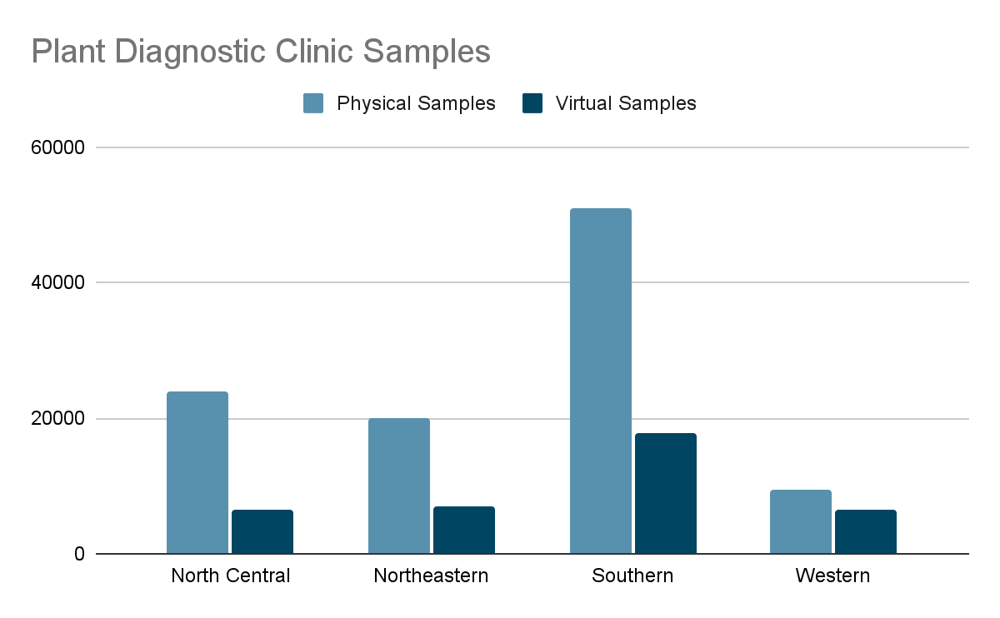 Plant Diagnostic Clinic Samples
Physical Samples Virtual Samples
60000
40000
20000
0
North Central Northeastern Southern Western